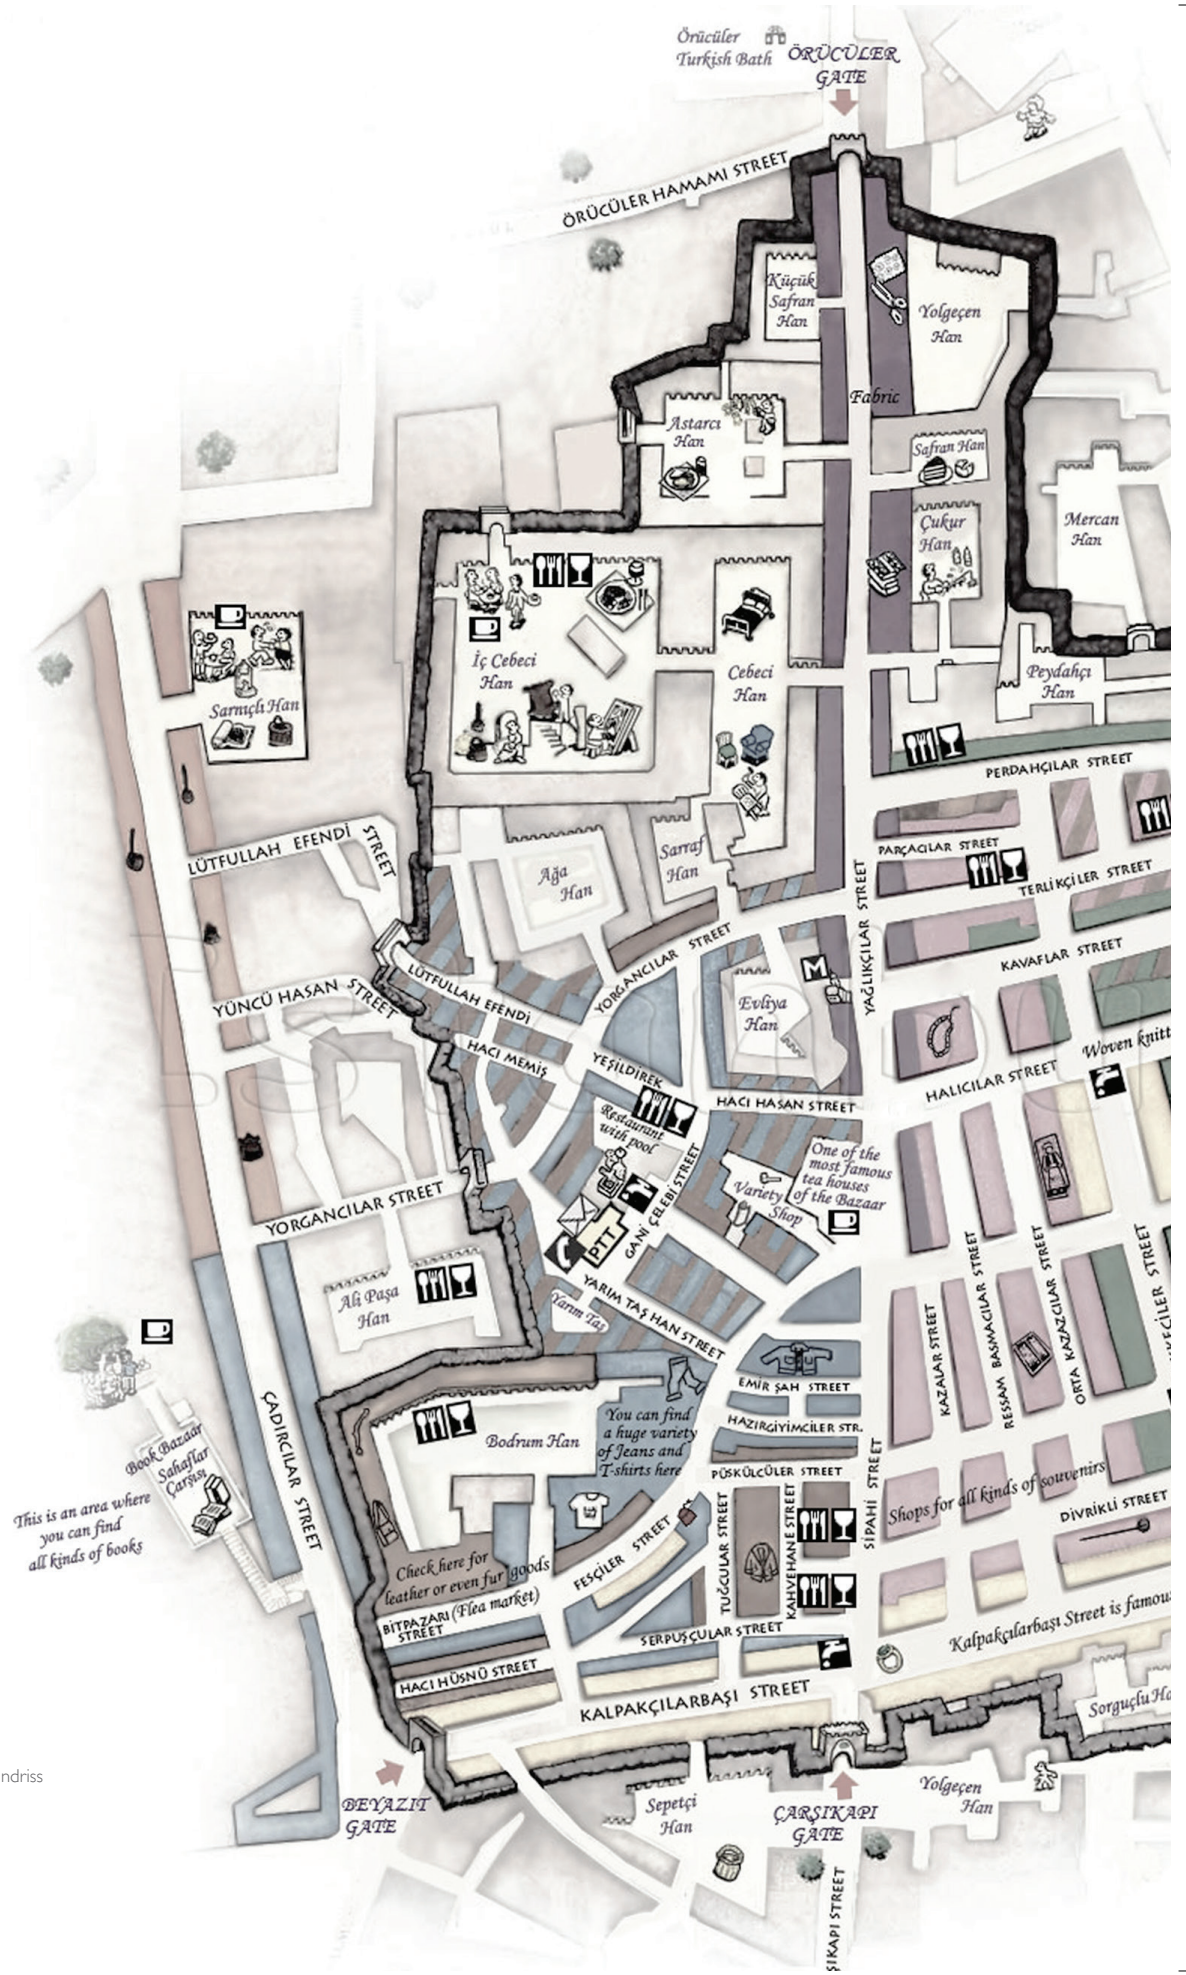 Örücüler
Turkish Bath
ÖRÜCÜLER
GATE
ÖRÜCÜLER HAMAMI STREET
Küçük
Safran
Han
Yolgeçen
Han
Fabric
Astarcı
Han
Safran Han
Çukur
Han
Mercan
Han
İç Cebeci
Han
Cebeci
Han
Peydahçı
Han
Sarnıçlı Han
PERDAHÇILAR STREET
LÜTFULLAH EFENDİ STREET
PARÇACILAR STREET
TERLİKÇİLER STREET
Ağa
Han
Sarraf
Han
YAĞLIKÇILAR STREET
KAVAFLAR STREET
YORGANCILAR STREET
LÜTFULLAH EFENDİ
M
Evliya
Han
YÜNCÜ HASAN STREET
HACI MEMİŞ
YEŞİLDİREK
Woven knitt
HALICILAR STREET
HACI HASAN STREET
Restaurant
with pool
One of the
most famous
tea houses
of the Bazaar
Variety
Shop
GANİ ÇELEBİ STREET
PTT
YORGANCILAR STREET
YARIM TAŞ HAN STREET
Yarım Taş
Ali Paşa
Han
KAZALAR STREET
RESSAM BASMACILAR STREET
ORTA KAZAZCILAR STREET
EMİR ŞAH STREET
HAZIRGİYİMCİLER STR.
PÜSKÜLCÜLER STREET
ÇADIRCILAR STREET
Book Bazaar
Sahaflar
Çarşısı
This is an area where
you can find
all kinds of books
Bodrum Han
You can find
a huge variety
of Jeans and
T-shirts here
SİPAHİ STREET
Shops for all kinds of souvenirs
DİVRİKLİ STREET
TUĞCULAR STREET
KAHVEHANE STREET
FESÇİLER STREET
Check here for
leather or even fur goods
BİTPAZARI (Flea market)
STREET
SERPUŞÇULAR STREET
HACI HÜSNÜ STREET
KALPAKÇILARBAŞI STREET
Kalpakçılarbaşı Street is famou
Sorguçlu Ha
ndriss
BEYAZIT
GATE
Sepetçi
Han
ÇARŞIKAPI
GATE
Yolgeçen
Han
ŞIKAPI STREET